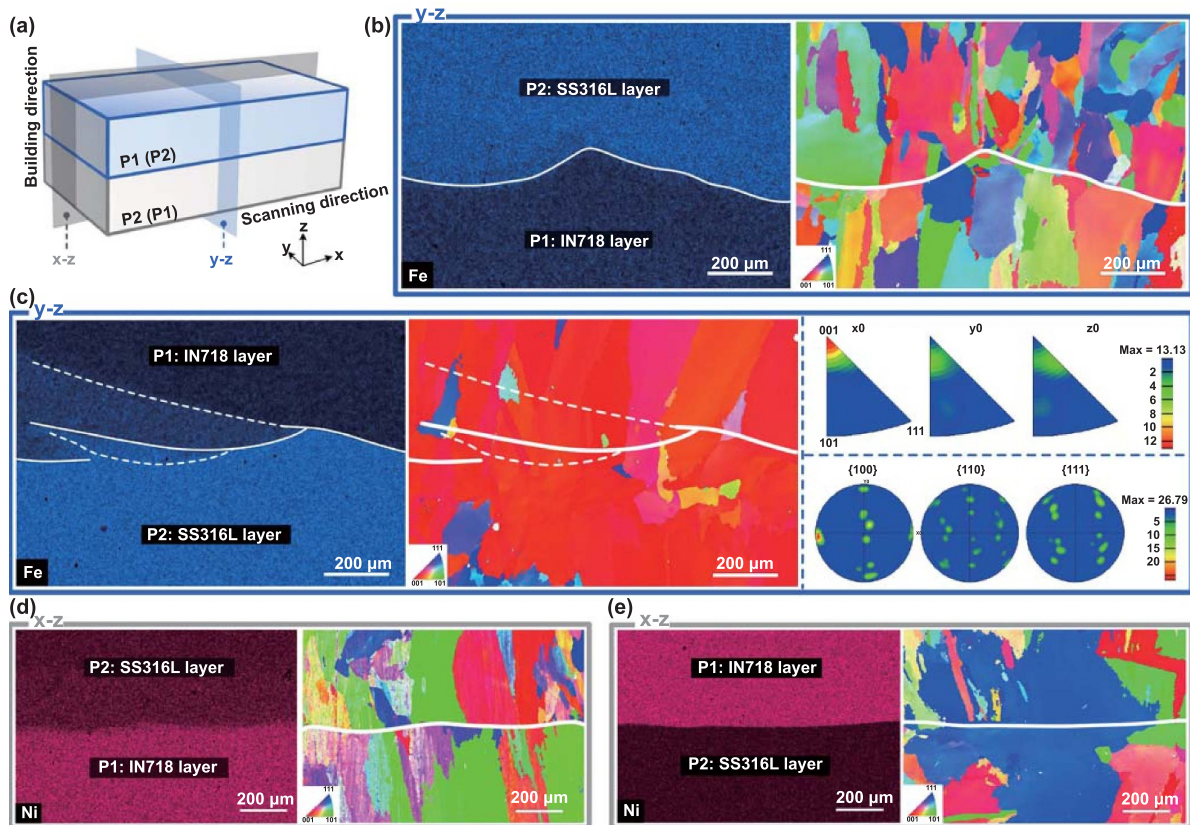 (a)
Building direction
P1 (P2)
P2 (P1)
Scanning direction
x-z
y-z
z
y
x
(b)
y-z
P2: SS316L layer
P1: IN718 layer
200 µm
Fe
111
001 101
200 µm
(c)
y-z
P1: IN718 layer
P2: SS316L layer
200 µm
Fe
111
001 101
200 µm
001
x0
y0
z0
101
111
Max = 13.13
2
4
6
8
10
12
{100}
{110}
{111}
Y0
X0
Max = 26.79
5
10
15
20
(d)
x-z
P2: SS316L layer
P1: IN718 layer
200 µm
Ni
111
001 101
200 µm
(e)
x-z
P1: IN718 layer
P2: SS316L layer
200 µm
Ni
111
001 101
200 µm